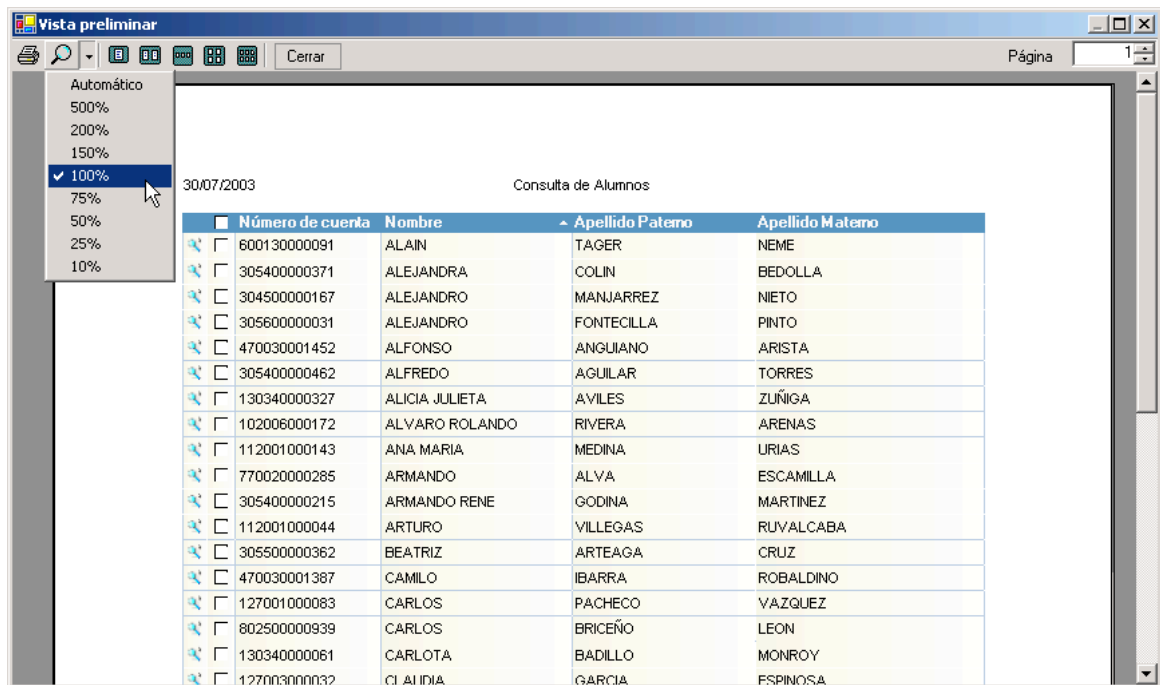 Vista preliminar
Cerrar
Página 1
Automático
500%
200%
150%
100%
75%
50%
25%
10%
30/07/2003 Consulta de Alumnos
Número de cuenta Nombre Apellido Paterno Apellido Materno
600130000091 ALAIN TAGER NEME
305400000371 ALEJANDRA COLIN BEDOLLA
304500000167 ALEJANDRO MANJARREZ NIETO
305600000031 ALEJANDRO FONTECILLA PINTO
470030001452 ALFONSO ANGUIANO ARISTA
305400000462 ALFREDO AGUILAR TORRES
130340000327 ALICIA JULIETA AVILES ZUÑIGA
102006000172 ALVARO ROLANDO RIVERA ARENAS
112001000143 ANA MARIA MEDINA URIAS
770020000285 ARMANDO ALVA ESCAMILLA
305400000215 ARMANDO RENE GODINA MARTINEZ
112001000044 ARTURO VILLEGAS RUVALCABA
305500000362 BEATRIZ ARTEAGA CRUZ
470030001387 CAMILO IBARRA ROBALDINO
127001000083 CARLOS PACHECO VAZQUEZ
802500000939 CARLOS BRICEÑO LEON
130340000061 CARLOTA BADILLO MONROY
127003000032 CLAUDIA GARCIA ESPINOSA